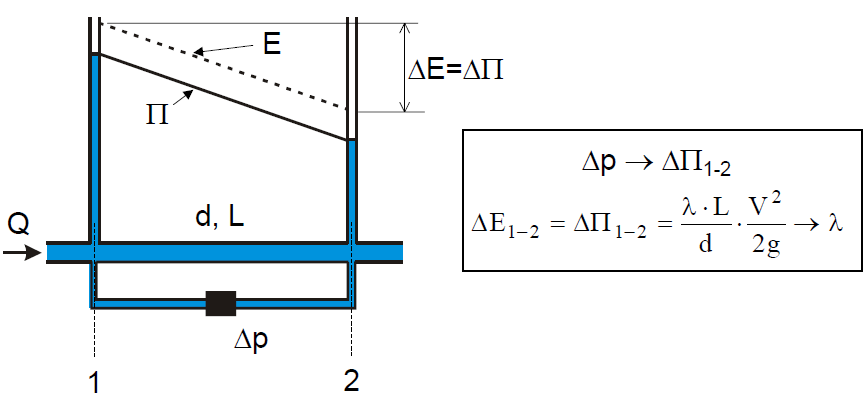 E
ΔE=ΔΠ
Π
d, L
Q
Δp
1
2
Δp → ΔΠ1-2
ΔE1−2 = ΔΠ1−2 = λ · L / d · V² / 2g → λ